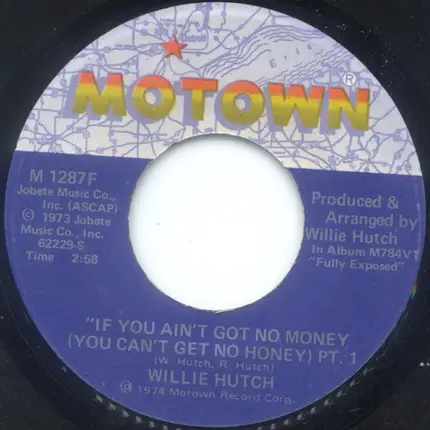 Detroit
Erie
MOTOWN®
M 1287F
Jobete Music Co.,
Inc. (ASCAP)
© 1973 Jobete
Music Co., Inc.
62229-S
Time 2:58
Produced &
Arranged by
Willie Hutch
In Album M784V1
"Fully Exposed"
"IF YOU AIN'T GOT NO MONEY
(YOU CAN'T GET NO HONEY) PT. 1
(W. Hutch, R. Hutch)
WILLIE HUTCH
℗ 1974 Motown Record Corp.